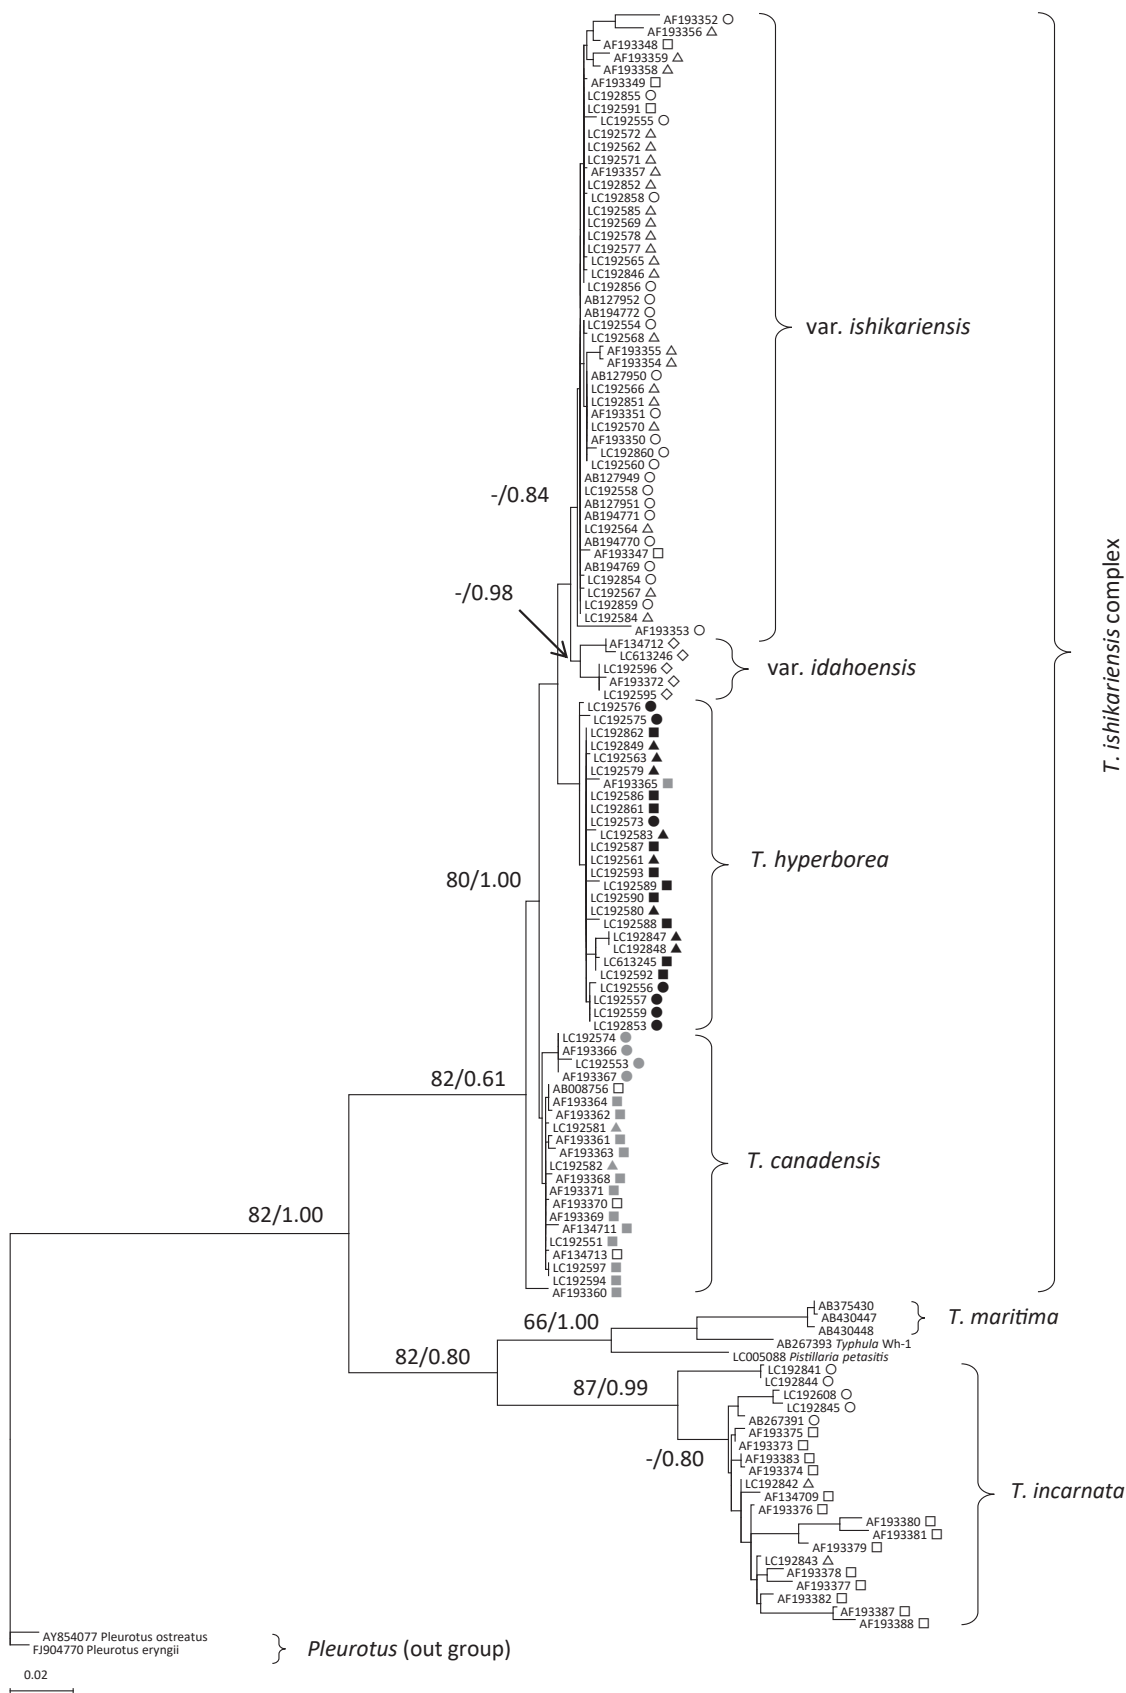 AF193352
AF193356
AF193348
AF193359
AF193358
AF193349
LC192855
LC192591
LC192555
LC192572
LC192562
LC192571
AF193357
LC192852
LC192858
LC192585
LC192569
LC192578
LC192577
LC192565
LC192846
LC192856
AB127952
AB194772
LC192554
LC192568
AF193355
AF193354
AB127950
LC192566
LC192851
AF193351
LC192570
AF193350
LC192860
LC192560
AB127949
LC192558
AB127951
AB194771
LC192564
AB194770
AF193347
AB194769
LC192854
LC192567
LC192859
LC192584
AF193353
var. ishikariensis
-/0.84
-/0.98
AF134712
LC613246
LC192596
AF193372
LC192595
var. idahoensis
LC192576
LC192575
LC192862
LC192849
LC192563
LC192579
AF193365
LC192586
LC192861
LC192573
LC192583
LC192587
LC192561
LC192593
LC192589
LC192590
LC192580
LC192588
LC192847
LC192848
LC613245
LC192592
LC192556
LC192557
LC192559
LC192853
T. hyperborea
80/1.00
LC192574
AF193366
LC192553
AF193367
AB008756
AF193364
AF193362
LC192581
AF193361
AF193363
LC192582
AF193368
AF193371
AF193370
AF193369
AF134711
LC192551
AF134713
LC192597
LC192594
AF193360
T. canadensis
82/0.61
T. ishikariensis complex
82/1.00
AB375430
AB430447
AB430448
T. maritima
AB267393 Typhula Wh-1
LC005088 Pistillaria petasitis
66/1.00
82/0.80
87/0.99
-/0.80
LC192841
LC192844
LC192608
LC192845
AB267391
AF193375
AF193373
AF193383
AF193374
LC192842
AF134709
AF193376
AF193380
AF193381
AF193379
LC192843
AF193378
AF193377
AF193382
AF193387
AF193388
T. incarnata
AY854077 Pleurotus ostreatus
FJ904770 Pleurotus eryngii
Pleurotus (out group)
0.02